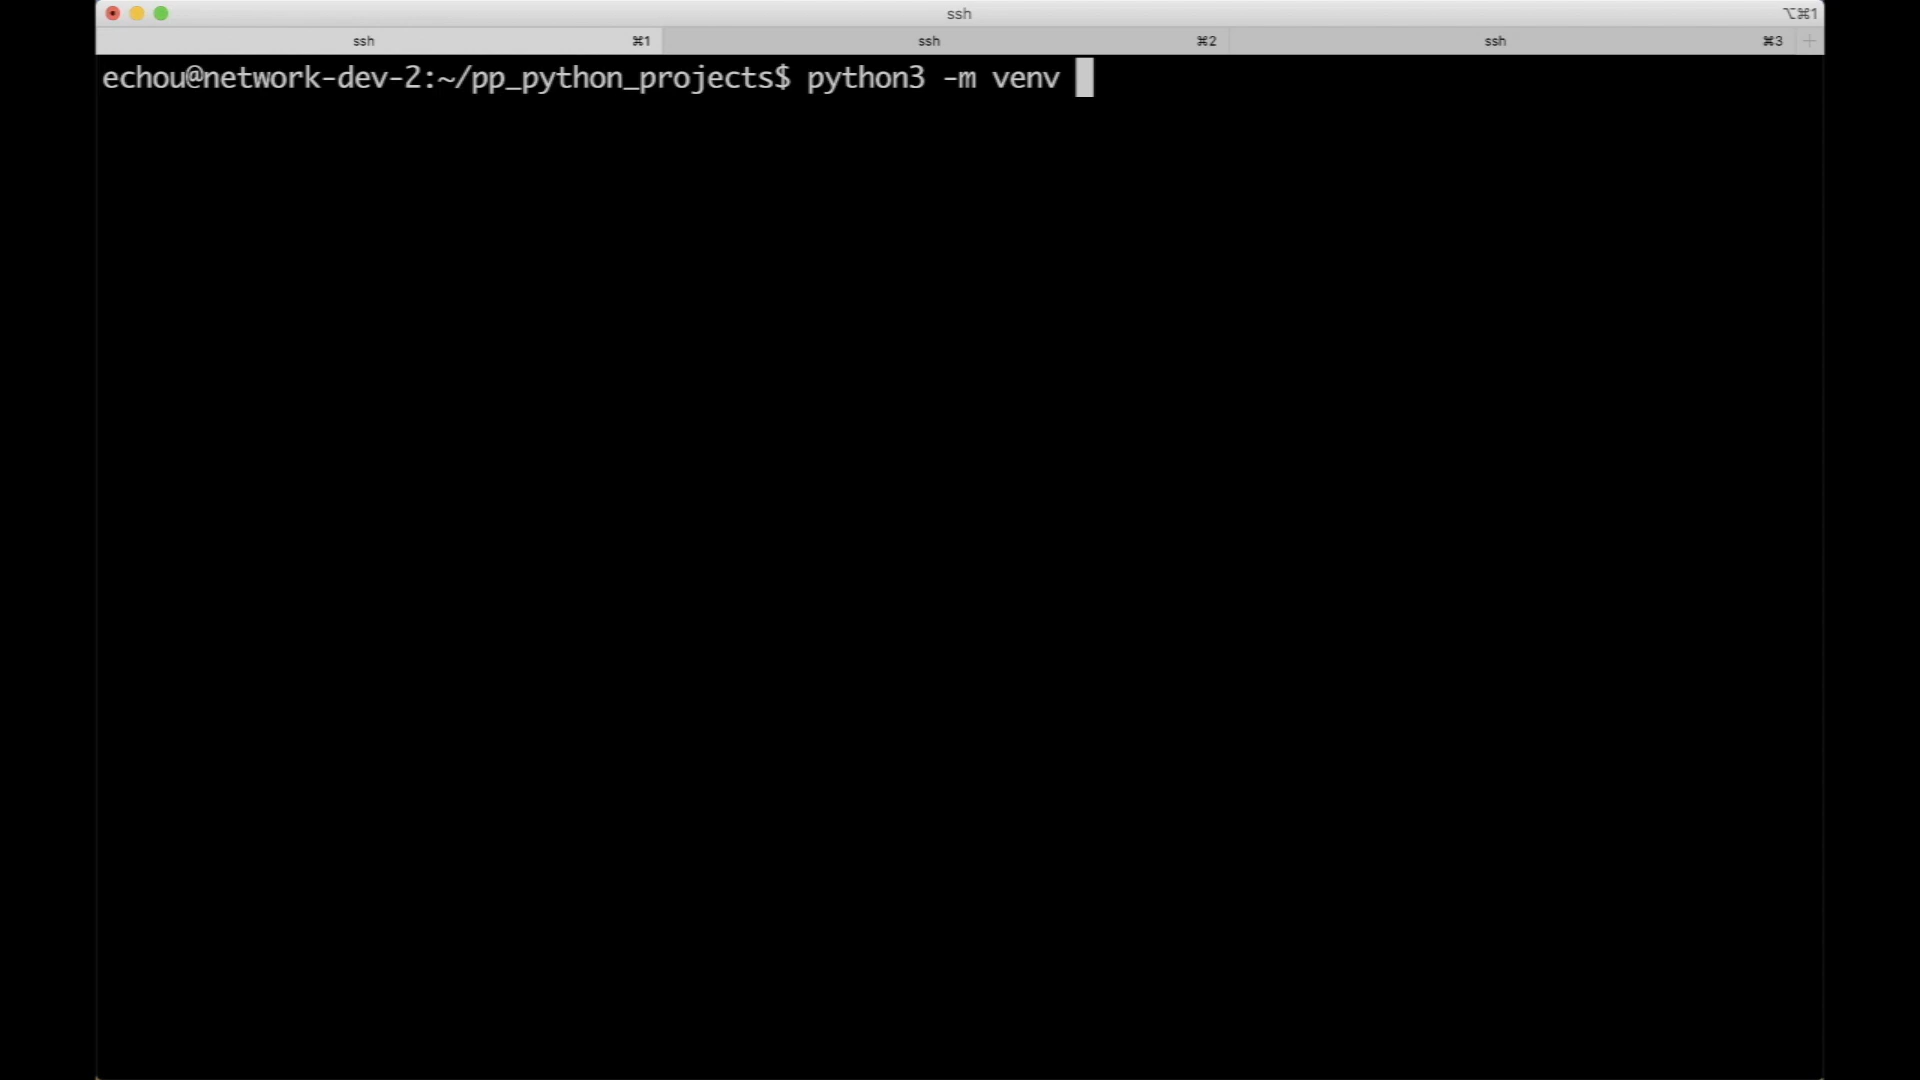 ssh ⌥⌘1
ssh ⌘1 ssh ⌘2 ssh ⌘3 +
echou@network-dev-2:~/pp_python_projects$ python3 -m venv